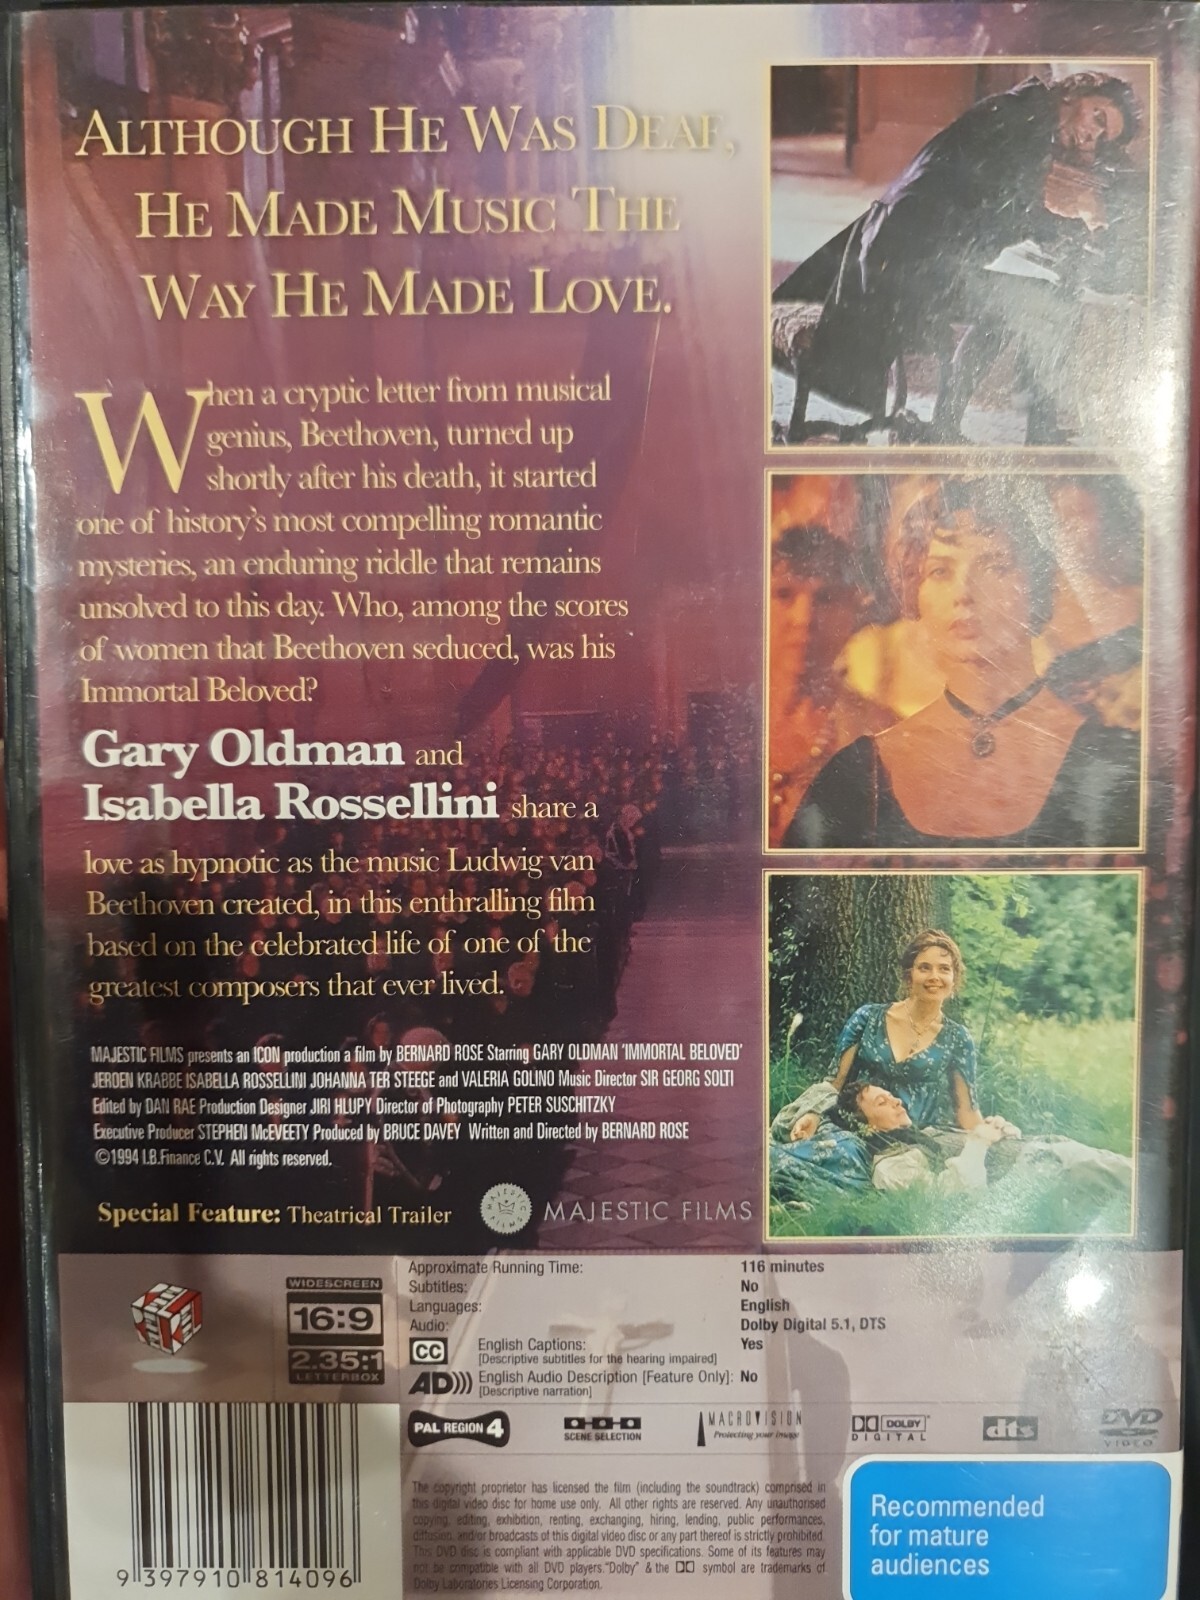 ALTHOUGH HE WAS DEAF,
HE MADE MUSIC THE
WAY HE MADE LOVE.
When a cryptic letter from musical
genius, Beethoven, turned up
shortly after his death, it started
one of history's most compelling romantic
mysteries, an enduring riddle that remains
unsolved to this day. Who, among the scores
of women that Beethoven seduced, was his
Immortal Beloved?
Gary Oldman and
Isabella Rossellini share a
love as hypnotic as the music Ludwig van
Beethoven created, in this enthralling film
based on the celebrated life of one of the
greatest composers that ever lived.
MAJESTIC FILMS presents an ICON production a film by BERNARD ROSE Starring GARY OLDMAN 'IMMORTAL BELOVED'
JEROEN KRABBE ISABELLA ROSSELLINI JOHANNA TER STEEGE and VALERIA GOLINO Music Director SIR GEORG SOLTI
Edited by DAN RAE Production Designer JIRI HLUPY Director of Photography PETER SUSCHITZKY
Executive Producer STEPHEN McEVEETY Produced by BRUCE DAVEY Written and Directed by BERNARD ROSE
©1994 I.B.Finance C.V. All rights reserved.
Special Feature: Theatrical Trailer
MAJESTIC FILMS MAJESTIC FILMS
WIDESCREEN
16:9
2.35:1
LETTERBOX
Approximate Running Time: 116 minutes
Subtitles: No
Languages: English
Audio: Dolby Digital 5.1, DTS
CC English Captions: Yes
[Descriptive subtitles for the hearing impaired]
AD))) English Audio Description [Feature Only]: No
[Descriptive narration]
PAL REGION 4
SCENE SELECTION
MACROVISION
Protecting your image
DOLBY
DIGITAL
dts
DVD
VIDEO
The copyright proprietor has licensed the film (including the soundtrack) comprised in
this digital video disc for home use only. All other rights are reserved. Any unauthorised
copying, editing, exhibition, renting, exchanging, hiring, lending, public performances,
diffusion, and/or broadcasts of this digital video disc or any part thereof is strictly prohibited.
This DVD disc is compliant with applicable DVD specifications. Some of its features may
not be compatible with all DVD players. "Dolby" & the symbol are trademarks of
Dolby Laboratories Licensing Corporation.
9 397910 814096
Recommended
for mature
audiences